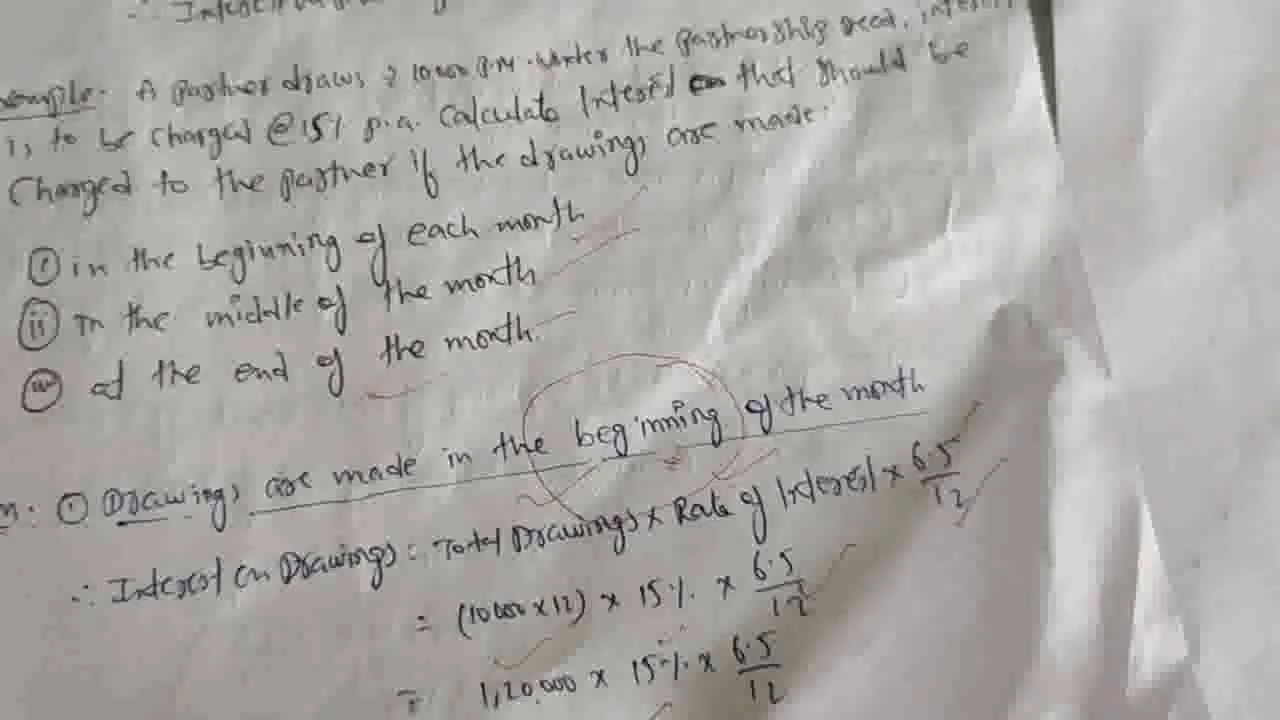 ∴ Interest
Example:- A partner draws ₹ 10000 P.M. Under the partnership deed, interest
is to be charged @ 15% p.a. Calculate Interest that should be
Charged to the partner if the drawings are made:
(i) in the beginning of each month
(ii) In the middle of the month
(iii) at the end of the month.
(i) Drawings are made in the beginning of the month
∴ Interest on Drawings = Total Drawings x Rate of Interest x 6.5/12
= (10000 x 12) x 15% x 6.5/12
= 1,20,000 x 15% x 6.5/12